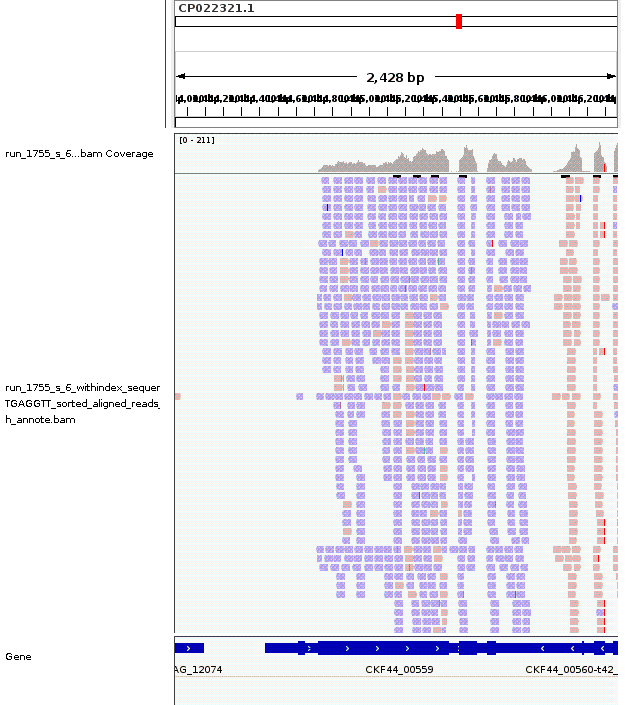 CP022321.1
2,428 bp
[0 - 211]
run_1755_s_6...bam Coverage
run_1755_s_6_withindex_sequer
TGAGGTT_sorted_aligned_reads_
h_annote.bam
Gene
AG_12074
CKF44_00559
CKF44_00560-t42_